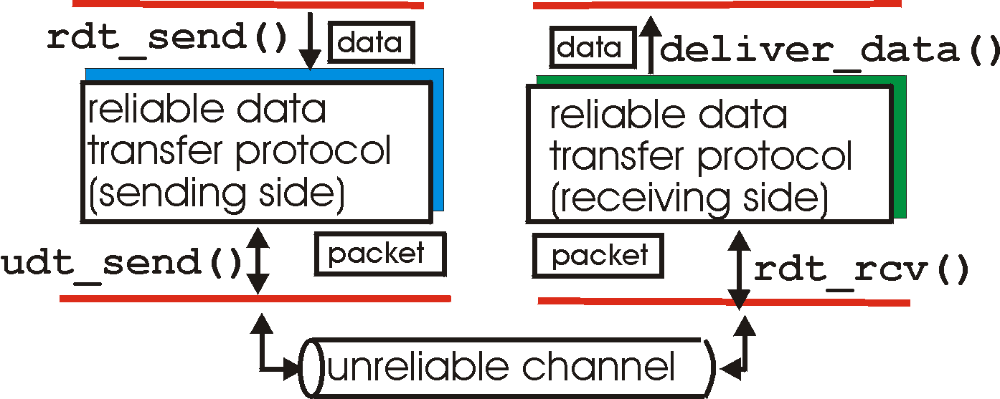 rdt_send()
data
data
deliver_data()
reliable data
transfer protocol
(sending side)
reliable data
transfer protocol
(receiving side)
udt_send()
packet
packet
rdt_rcv()
unreliable channel